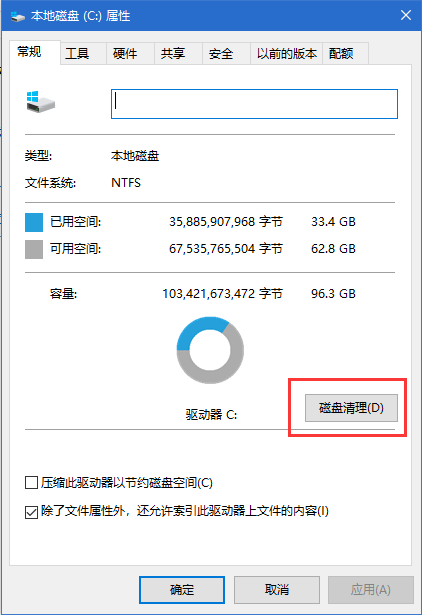 本地磁盘 (C:) 属性
常规 工具 硬件 共享 安全 以前的版本 配额
类型: 本地磁盘
文件系统: NTFS
已用空间: 35,885,907,968 字节 33.4 GB
可用空间: 67,535,765,504 字节 62.8 GB
容量: 103,421,673,472 字节 96.3 GB
驱动器 C:
磁盘清理(D)
压缩此驱动器以节约磁盘空间(C)
除了文件属性外，还允许索引此驱动器上文件的内容(I)
确定 取消 应用(A)